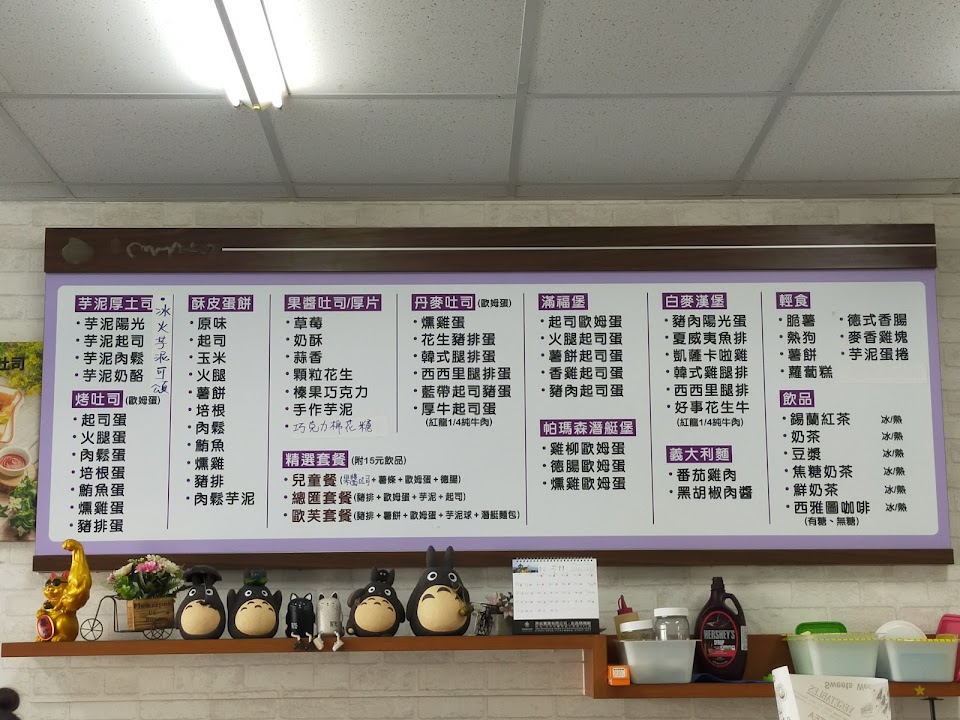 芋泥厚土司
・芋泥陽光
・芋泥起司
・芋泥肉鬆
・芋泥奶酪
・冰火芋泥可頌
烤吐司(歐姆蛋)
・起司蛋
・火腿蛋
・肉鬆蛋
・培根蛋
・鮪魚蛋
・燻雞蛋
・豬排蛋
酥皮蛋餅
・原味
・起司
・玉米
・火腿
・薯餅
・培根
・肉鬆
・鮪魚
・燻雞
・豬排
・肉鬆芋泥
果醬吐司/厚片
・草莓
・奶酥
・蒜香
・顆粒花生
・榛果巧克力
・手作芋泥
・巧克力棉花糖
丹麥吐司(歐姆蛋)
・燻雞蛋
・花生豬排蛋
・韓式腿排蛋
・西西里腿排蛋
・藍帶起司豬蛋
・厚牛起司蛋
(紅龍1/4純牛肉)
精選套餐(附15元飲品)
・兒童餐(果醬吐司+薯條+歐姆蛋+德腸)
・總匯套餐(豬排+歐姆蛋+芋泥+起司)
・歐芙套餐(豬排+薯餅+歐姆蛋+芋泥球+潛艇麵包)
滿福堡
・起司歐姆蛋
・火腿起司蛋
・薯餅起司蛋
・香雞起司蛋
・豬肉起司蛋
帕瑪森潛艇堡
・雞柳歐姆蛋
・德腸歐姆蛋
・燻雞歐姆蛋
白麥漢堡
・豬肉陽光蛋
・夏威夷魚排
・凱薩卡啦雞
・韓式雞腿排
・西西里腿排
・好事花生牛
(紅龍1/4純牛肉)
義大利麵
・番茄雞肉
・黑胡椒肉醬
輕食
・脆薯
・熱狗
・薯餅
・蘿蔔糕
・德式香腸
・麥香雞塊
・芋泥蛋捲
飲品
・錫蘭紅茶 冰/熱
・奶茶 冰/熱
・豆漿 冰/熱
・焦糖奶茶 冰/熱
・鮮奶茶 冰/熱
・西雅圖咖啡 冰/熱
(有糖、無糖)
吐司
HERSHEY'S
SYRUP